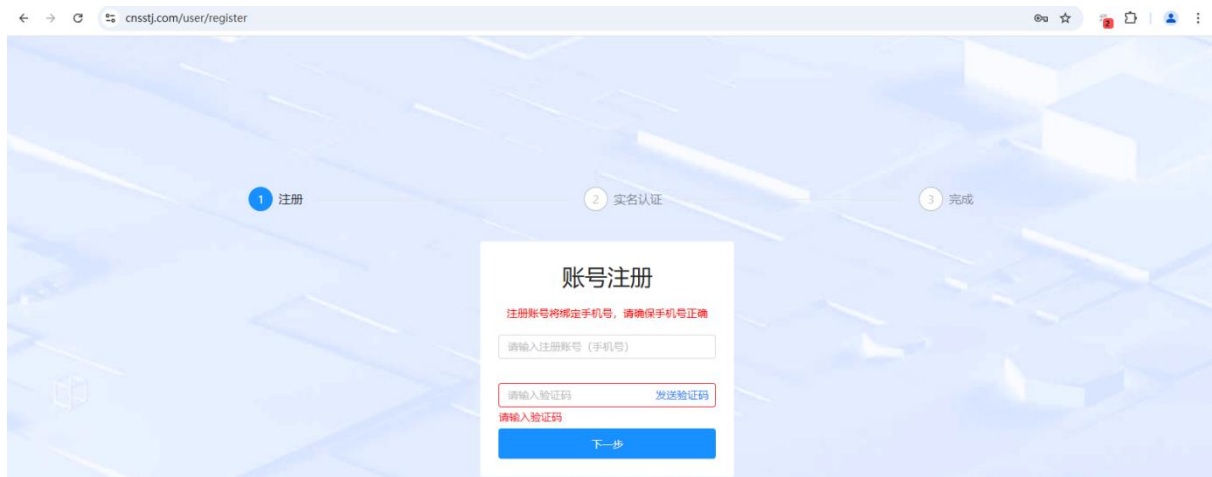 cnsstj.com/user/register
2
1 注册
2 实名认证
3 完成
账号注册
注册账号将绑定手机号，请确保手机号正确
请输入注册账号（手机号）
请输入验证码 发送验证码
请输入验证码
下一步